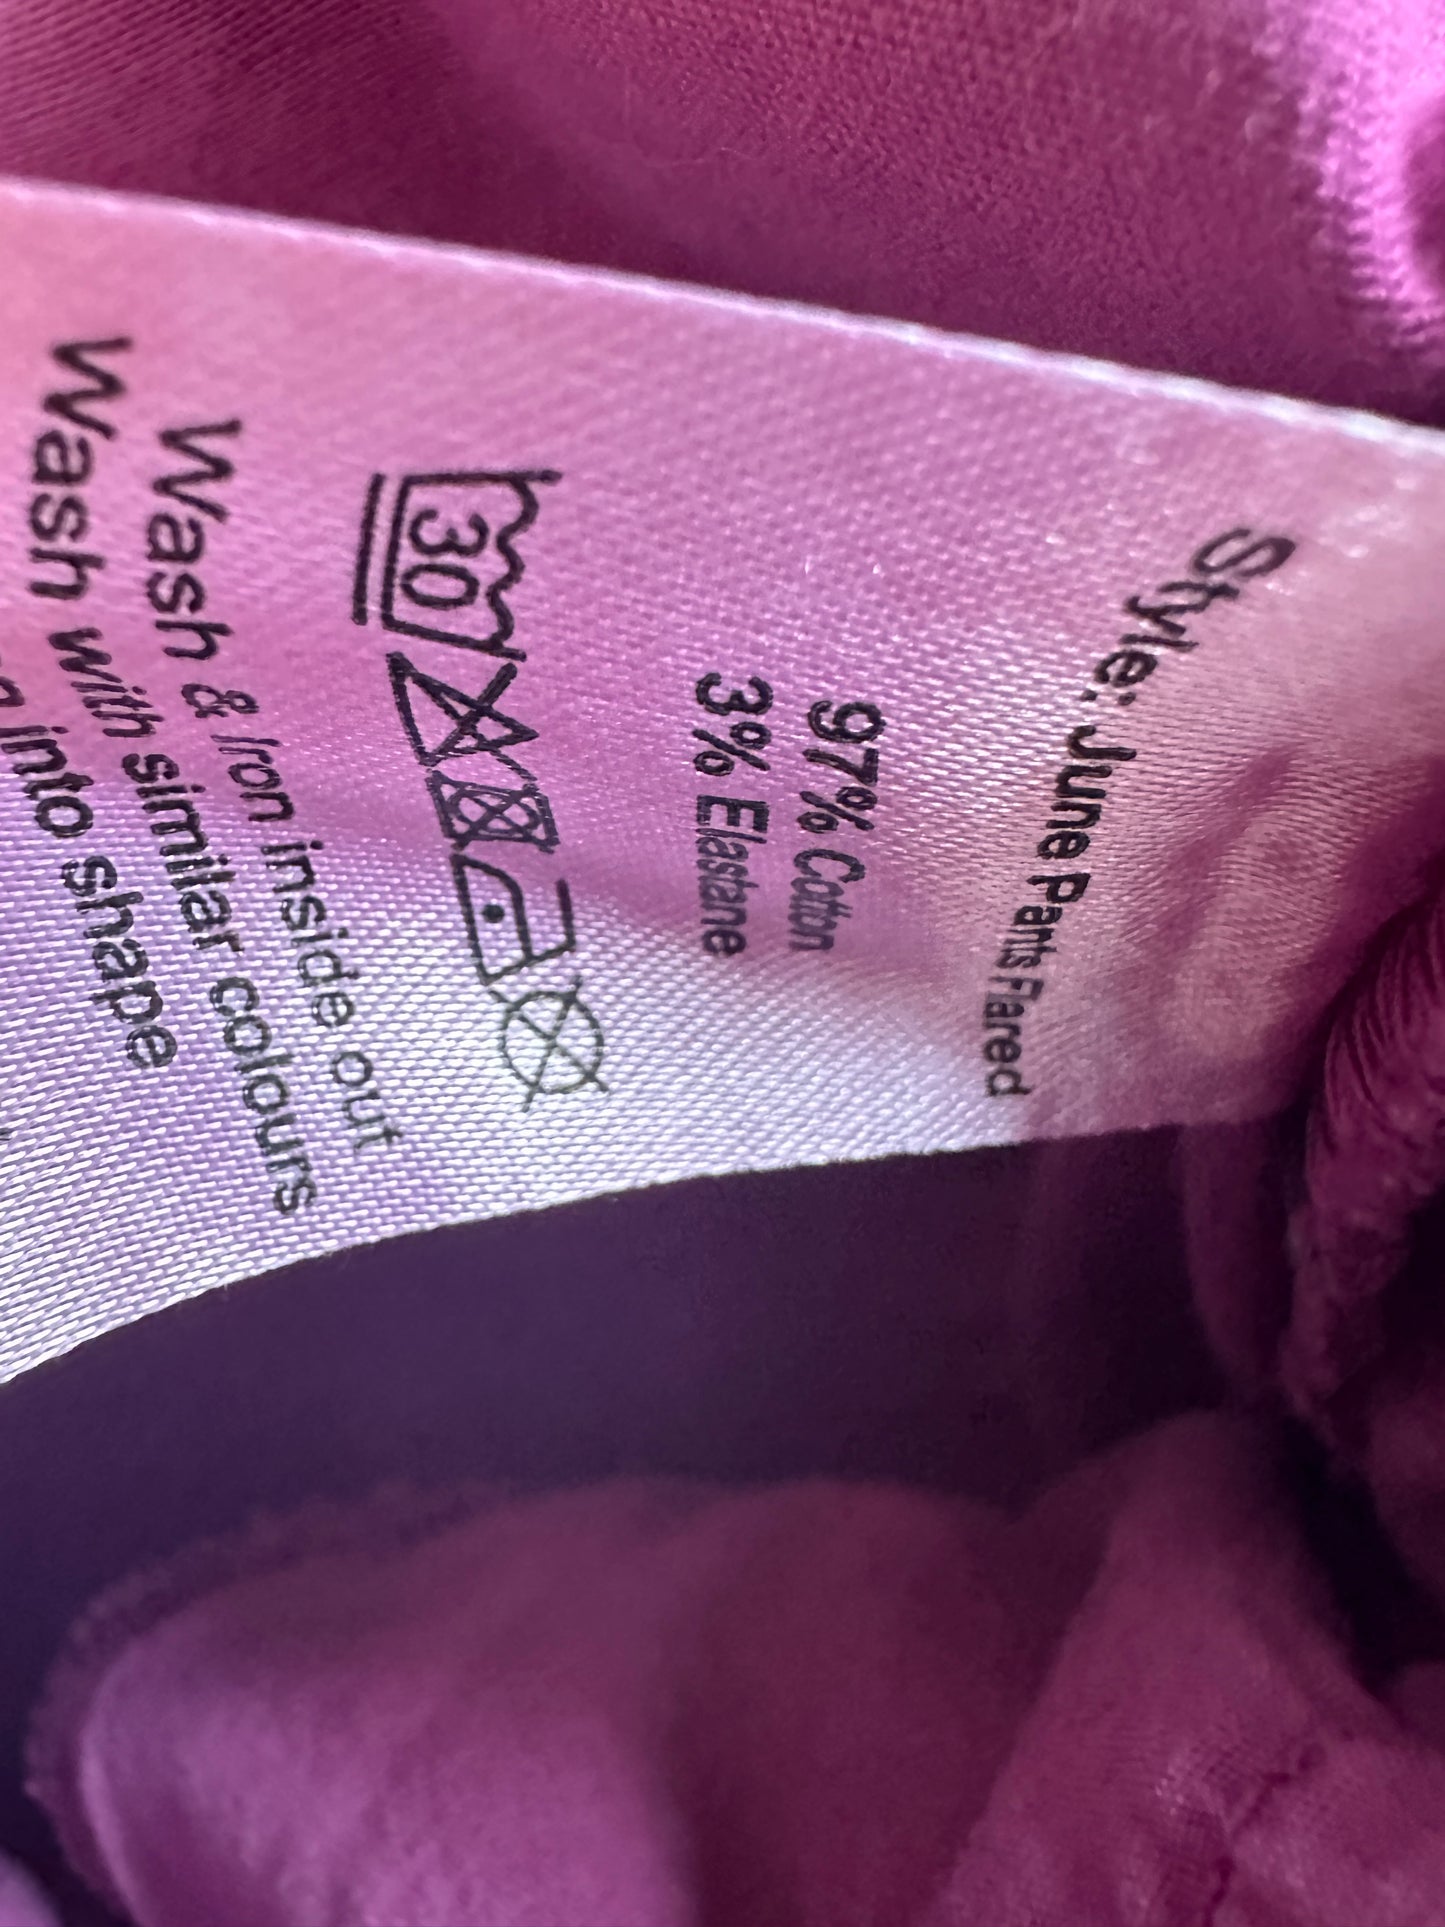 Style: June Pants Flared
97% Cotton
3% Elastane
30
Wash & Iron inside out
Wash with similar colours
into shape